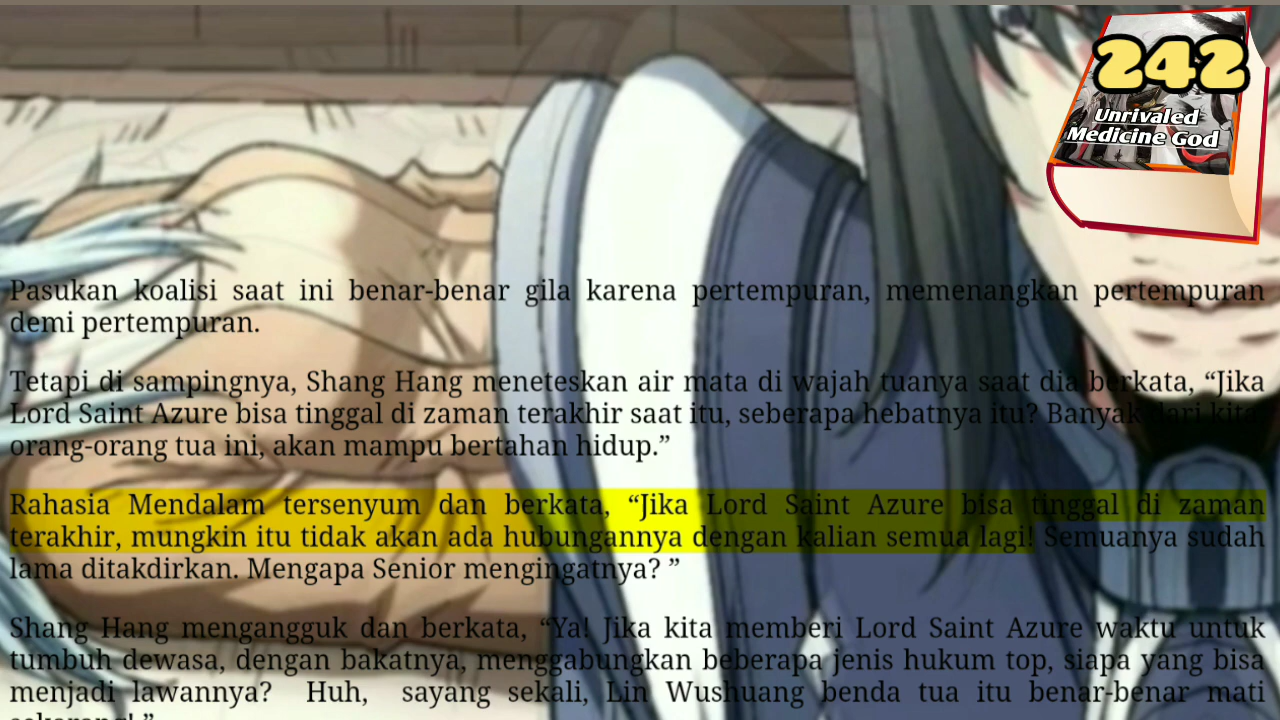 242
Unrivaled
Medicine God
Pasukan koalisi saat ini benar-benar gila karena pertempuran, memenangkan pertempuran
demi pertempuran.
Tetapi di sampingnya, Shang Hang meneteskan air mata di wajah tuanya saat dia berkata, “Jika
Lord Saint Azure bisa tinggal di zaman terakhir saat itu, seberapa hebatnya itu? Banyak dari kita
orang-orang tua ini, akan mampu bertahan hidup.”
Rahasia Mendalam tersenyum dan berkata, “Jika Lord Saint Azure bisa tinggal di zaman
terakhir, mungkin itu tidak akan ada hubungannya dengan kalian semua lagi! Semuanya sudah
lama ditakdirkan. Mengapa Senior mengingatnya? ”
Shang Hang mengangguk dan berkata, “Ya! Jika kita memberi Lord Saint Azure waktu untuk
tumbuh dewasa, dengan bakatnya, menggabungkan beberapa jenis hukum top, siapa yang bisa
menjadi lawannya? Huh, sayang sekali, Lin Wushuang benda tua itu benar-benar mati
sekarang! ”